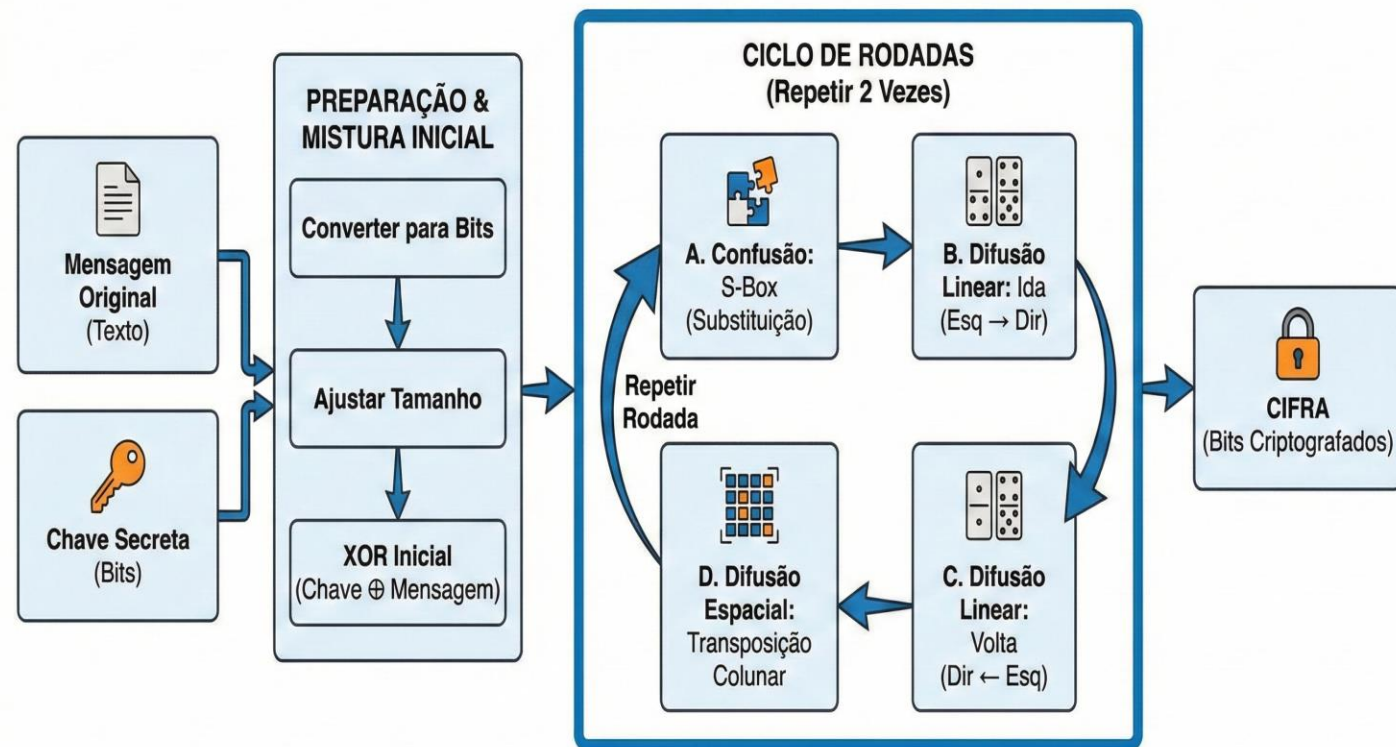 Mensagem
Original
(Texto)
Chave Secreta
(Bits)
PREPARAÇÃO &
MISTURA INICIAL
Converter para Bits
Ajustar Tamanho
XOR Inicial
(Chave ⊕ Mensagem)
CICLO DE RODADAS
(Repetir 2 Vezes)
A. Confusão:
S-Box
(Substituição)
B. Difusão
Linear: Ida
(Esq → Dir)
Repetir
Rodada
C. Difusão
Linear:
Volta
(Dir ← Esq)
D. Difusão
Espacial:
Transposição
Colunar
CIFRA
(Bits Criptografados)